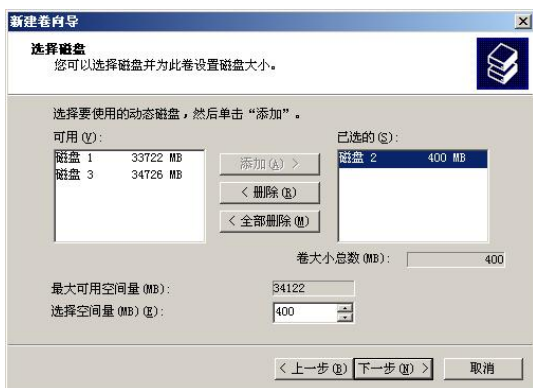 新建卷向导
选择磁盘
您可以选择磁盘并为此卷设置磁盘大小。
选择要使用的动态磁盘，然后单击“添加”。
可用(V):
磁盘 1 33722 MB
磁盘 3 34726 MB
添加(A) >
< 删除(R)
< 全部删除(M)
已选的(S):
磁盘 2 400 MB
卷大小总数(MB): 400
最大可用空间量(MB): 34122
选择空间量(MB)(E): 400
< 上一步(B) 下一步(N) > 取消